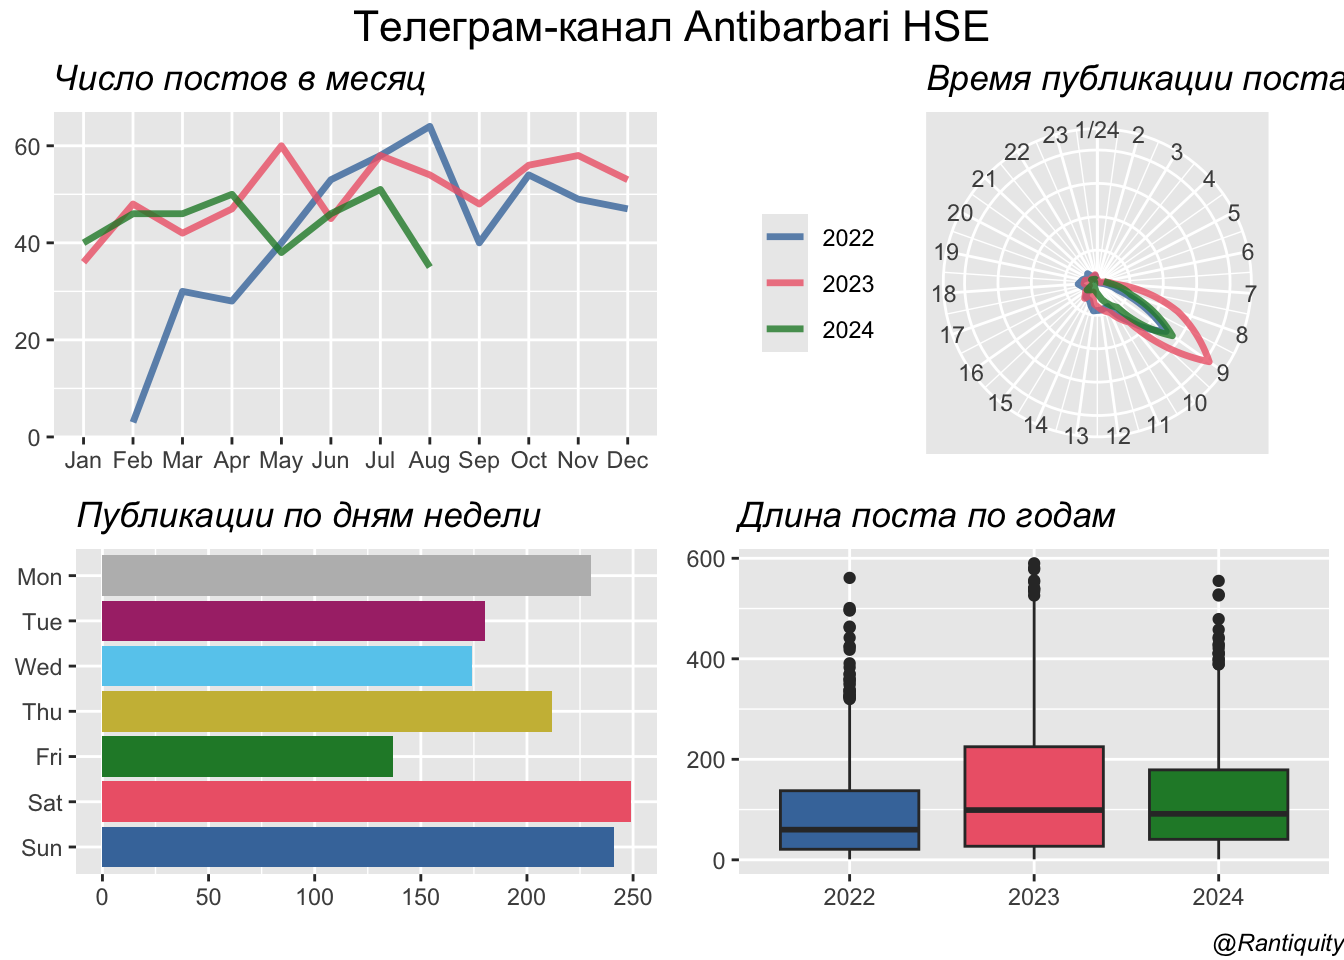 Телеграм-канал Antibarbari HSE
Число постов в месяц
60
40
20
0
Jan Feb Mar Apr May Jun Jul Aug Sep Oct Nov Dec
2022
2023
2024
Время публикации поста
1/24
2
3
4
5
6
7
8
9
10
11
12
13
14
15
16
17
18
19
20
21
22
23
Публикации по дням недели
Mon
Tue
Wed
Thu
Fri
Sat
Sun
0 50 100 150 200 250
Длина поста по годам
600
400
200
0
2022 2023 2024
@Rantiquity